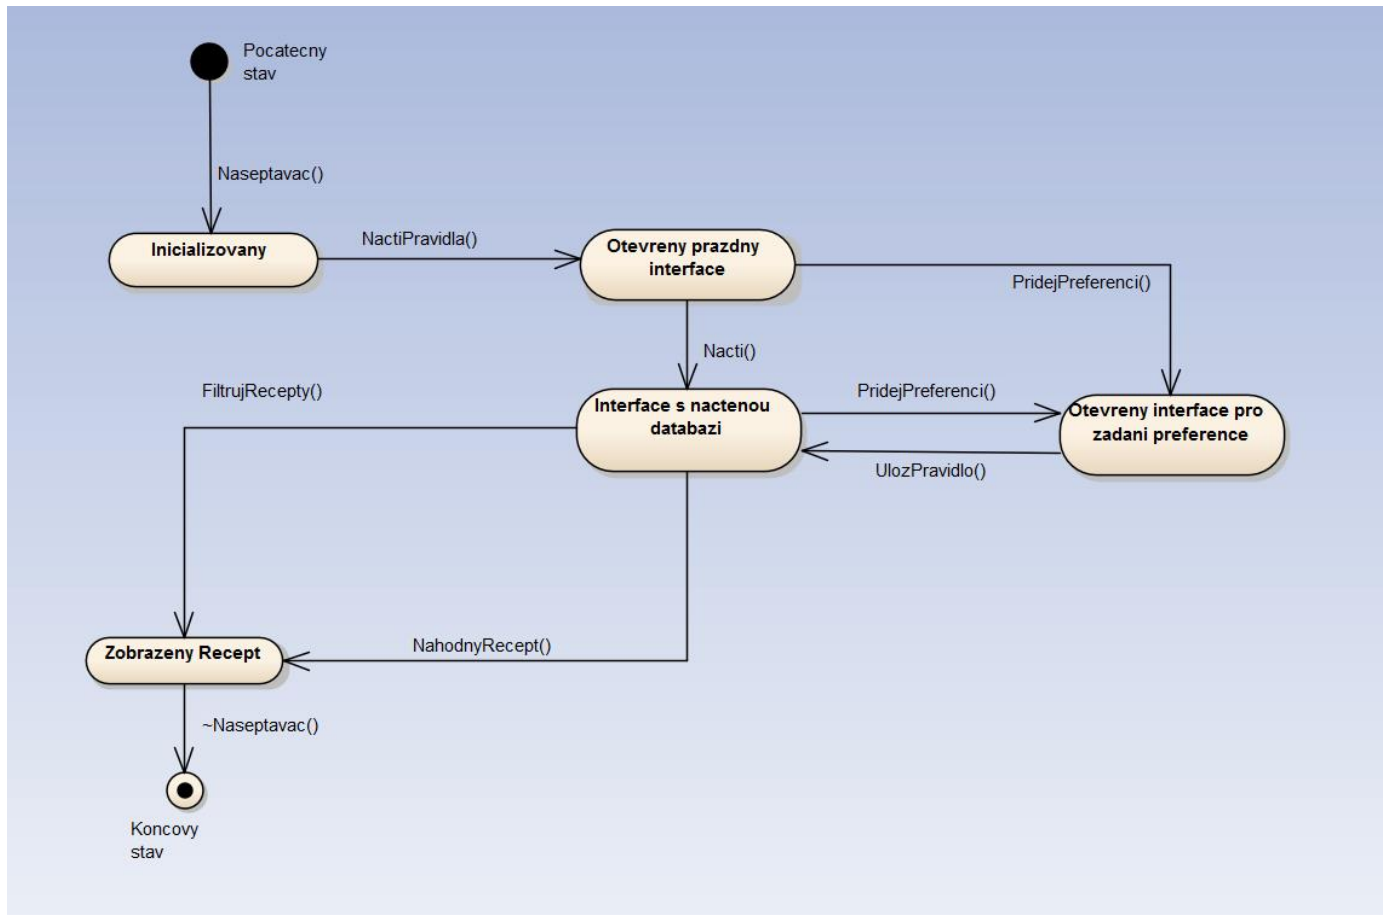 Pocatecny
stav
Naseptavac()
Inicializovany
NactiPravidla()
Otevreny prazdny
interface
PridejPreferenci()
Nacti()
FiltrujRecepty()
Interface s nactenou
databazi
PridejPreferenci()
Otevreny interface pro
zadani preference
UlozPravidlo()
Zobrazeny Recept
NahodnyRecept()
~Naseptavac()
Koncovy
stav